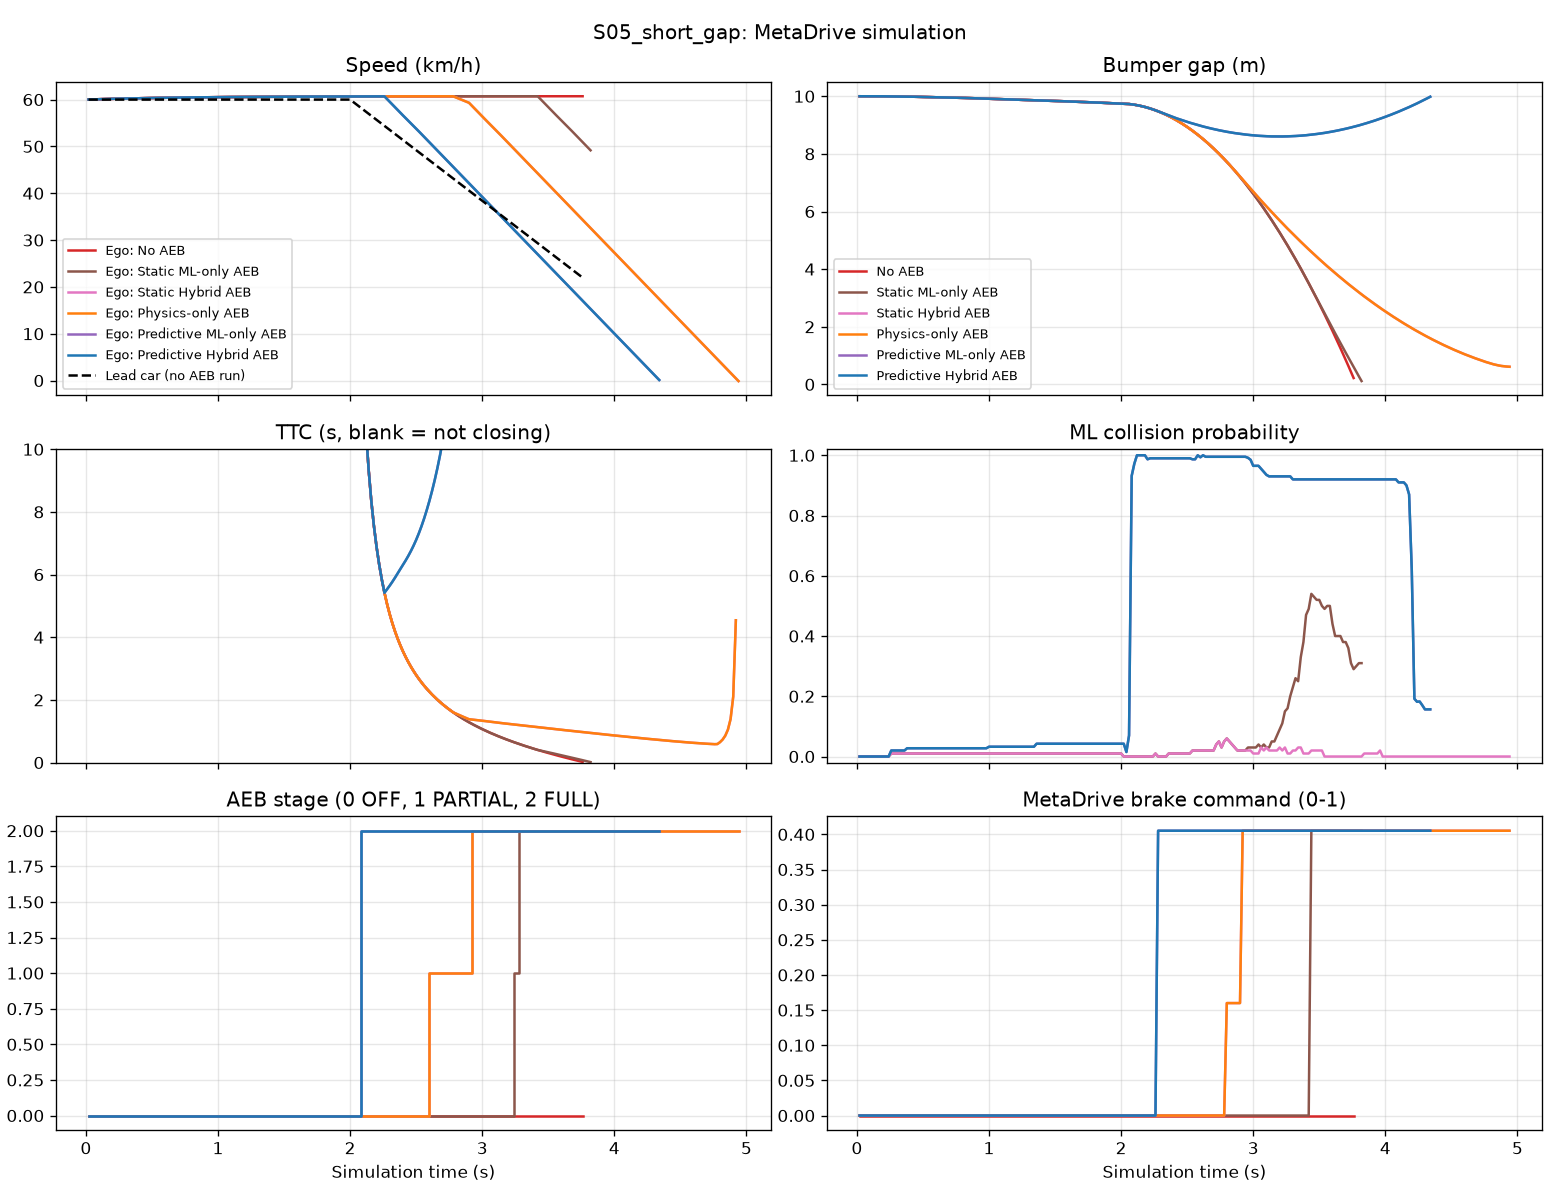 S05_short_gap: MetaDrive simulation
Speed (km/h)
60
50
40
30
20
10
0
Ego: No AEB
Ego: Static ML-only AEB
Ego: Static Hybrid AEB
Ego: Physics-only AEB
Ego: Predictive ML-only AEB
Ego: Predictive Hybrid AEB
Lead car (no AEB run)
Bumper gap (m)
10
8
6
4
2
0
No AEB
Static ML-only AEB
Static Hybrid AEB
Physics-only AEB
Predictive ML-only AEB
Predictive Hybrid AEB
TTC (s, blank = not closing)
10
8
6
4
2
0
ML collision probability
1.0
0.8
0.6
0.4
0.2
0.0
AEB stage (0 OFF, 1 PARTIAL, 2 FULL)
2.00
1.75
1.50
1.25
1.00
0.75
0.50
0.25
0.00
0 1 2 3 4 5
Simulation time (s)
MetaDrive brake command (0-1)
0.40
0.35
0.30
0.25
0.20
0.15
0.10
0.05
0.00
0 1 2 3 4 5
Simulation time (s)